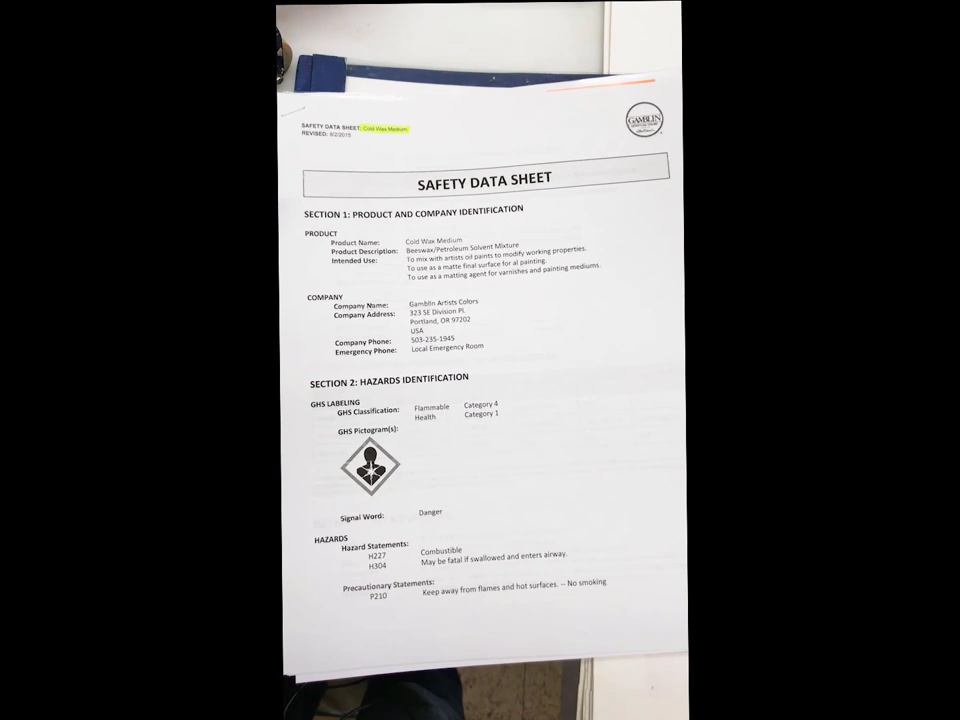 SAFETY DATA SHEET: Cold Wax Medium
REVISED: 8/2/2015
GAMBLIN
SAFETY DATA SHEET
SECTION 1: PRODUCT AND COMPANY IDENTIFICATION
PRODUCT
Product Name: Cold Wax Medium
Product Description: Beeswax/Petroleum Solvent Mixture
Intended Use: To mix with artists oil paints to modify working properties.
To use as a matte final surface for al painting.
To use as a matting agent for varnishes and painting mediums.
COMPANY
Company Name: Gamblin Artists Colors
Company Address: 323 SE Division Pl.
Portland, OR 97202
USA
Company Phone: 503-235-1945
Emergency Phone: Local Emergency Room
SECTION 2: HAZARDS IDENTIFICATION
GHS LABELING
GHS Classification: Flammable Category 4
Health Category 1
GHS Pictogram(s):
Signal Word: Danger
HAZARDS
Hazard Statements:
H227 Combustible
H304 May be fatal if swallowed and enters airway.
Precautionary Statements:
P210 Keep away from flames and hot surfaces. -- No smoking